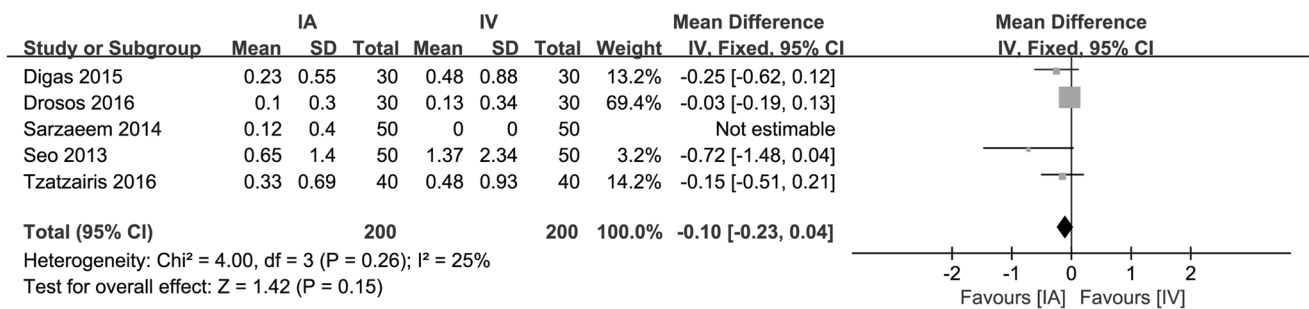 IA IV Mean Difference Mean Difference
Study or Subgroup Mean SD Total Mean SD Total Weight IV, Fixed, 95% CI IV, Fixed, 95% CI
Digas 2015 0.23 0.55 30 0.48 0.88 30 13.2% -0.25 [-0.62, 0.12]
Drosos 2016 0.1 0.3 30 0.13 0.34 30 69.4% -0.03 [-0.19, 0.13]
Sarzaeem 2014 0.12 0.4 50 0 0 50 Not estimable
Seo 2013 0.65 1.4 50 1.37 2.34 50 3.2% -0.72 [-1.48, 0.04]
Tzatzairis 2016 0.33 0.69 40 0.48 0.93 40 14.2% -0.15 [-0.51, 0.21]
Total (95% CI) 200 200 100.0% -0.10 [-0.23, 0.04]
Heterogeneity: Chi² = 4.00, df = 3 (P = 0.26); I² = 25%
Test for overall effect: Z = 1.42 (P = 0.15)
-2 -1 0 1 2
Favours [IA] Favours [IV]